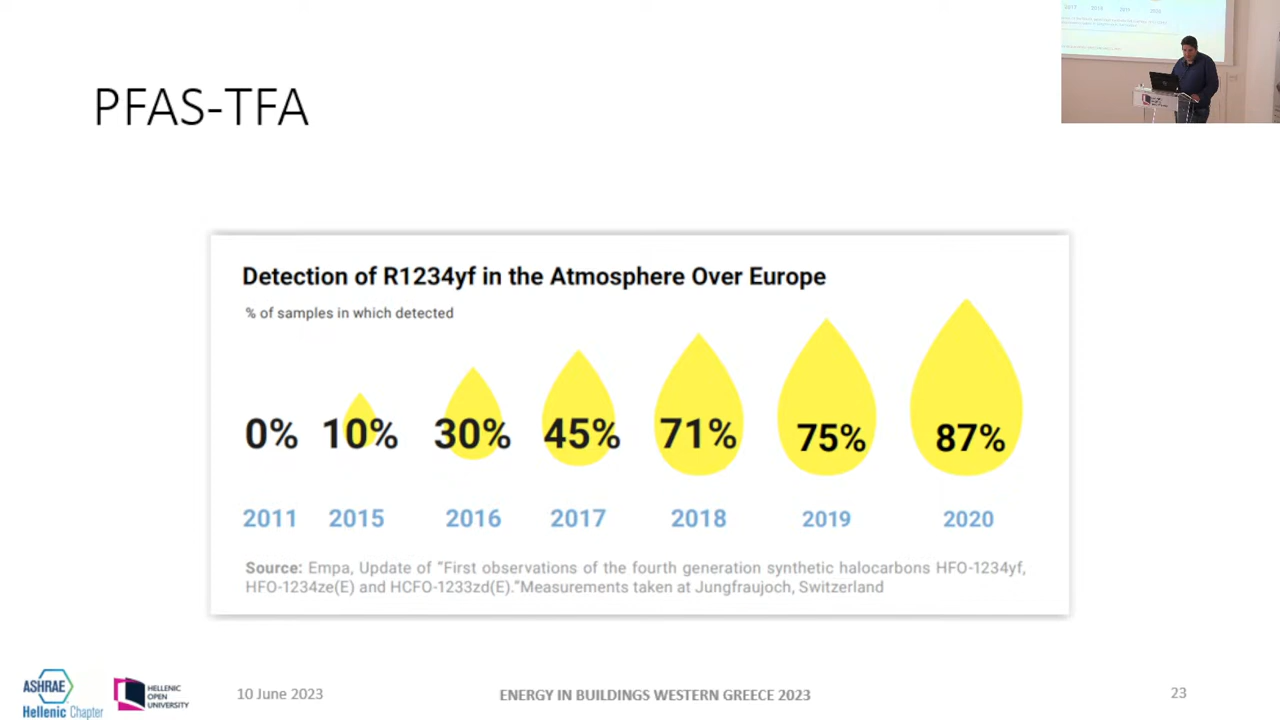 PFAS-TFA
Detection of R1234yf in the Atmosphere Over Europe
% of samples in which detected
0% 10% 30% 45% 71% 75% 87%
2011 2015 2016 2017 2018 2019 2020
Source: Empa, Update of "First observations of the fourth generation synthetic halocarbons HFO-1234yf,
HFO-1234ze(E) and HCFO-1233zd(E)."Measurements taken at Jungfraujoch, Switzerland
ASHRAE
Hellenic Chapter
HELLENIC
OPEN
UNIVERSITY
10 June 2023
ENERGY IN BUILDINGS WESTERN GREECE 2023
23